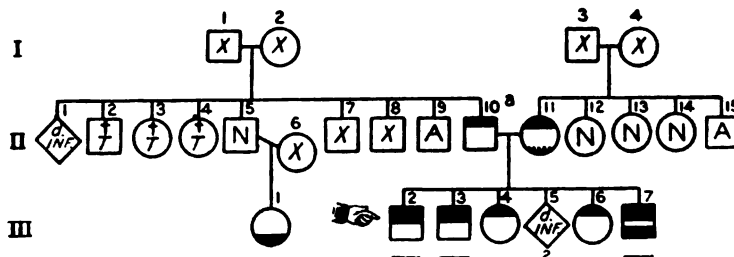 1 2 3 4
I X X X X
1 2 3 4 5 6 7 8 9 10 a 11 12 13 14 15
II d. INF. T T T N X X X A N N N A
1 2 3 4 5 6 7
III d. INF.
2